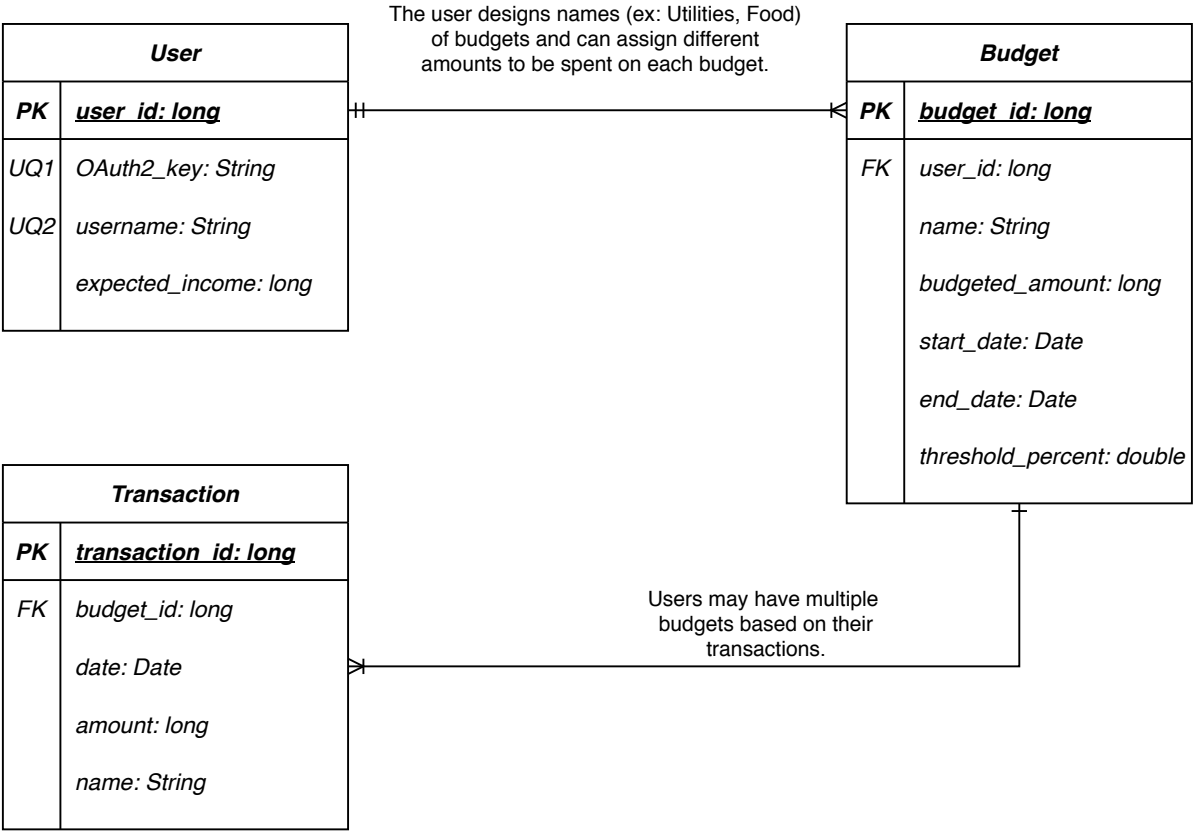 The user designs names (ex: Utilities, Food)
of budgets and can assign different
amounts to be spent on each budget.
User
PK user_id: long
UQ1 OAuth2_key: String
UQ2 username: String
expected_income: long
Budget
PK budget_id: long
FK user_id: long
name: String
budgeted_amount: long
start_date: Date
end_date: Date
threshold_percent: double
Transaction
PK transaction_id: long
FK budget_id: long
date: Date
amount: long
name: String
Users may have multiple
budgets based on their
transactions.